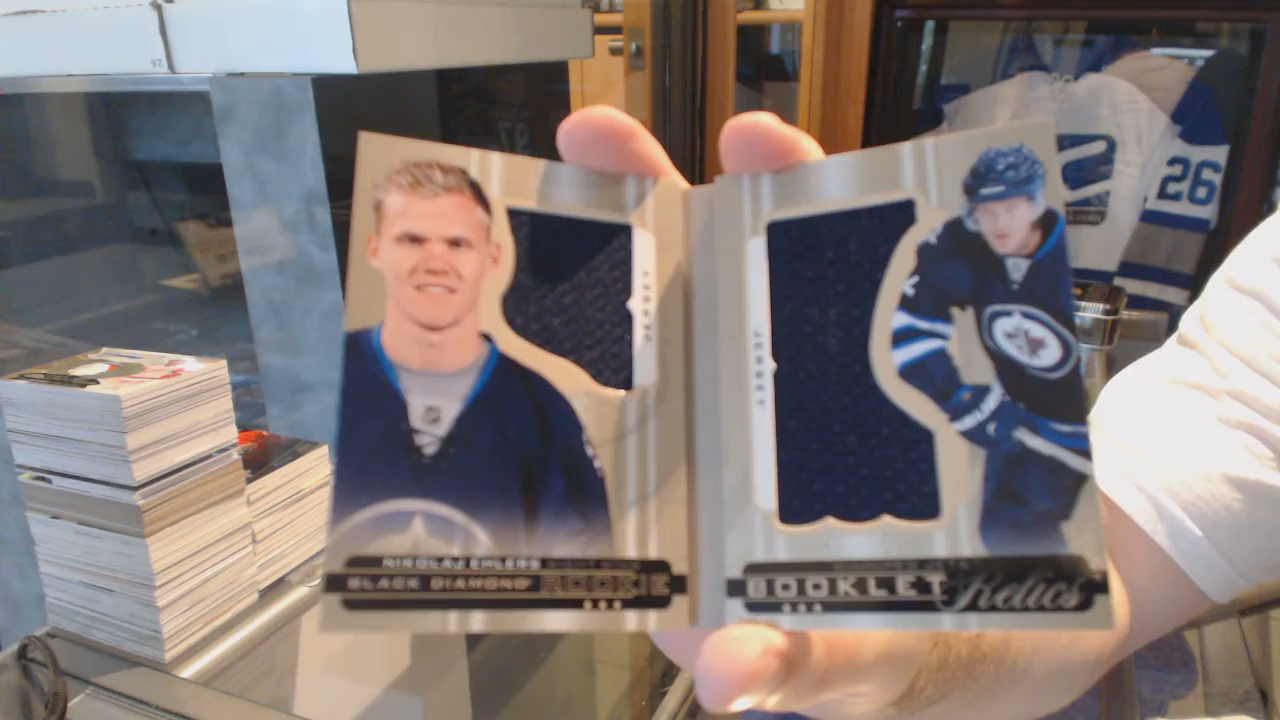 26
JERSEY
JERSEY
NIKOLAJ EHLERS
BLACK DIAMOND ROOKIE
BOOKLET Relics